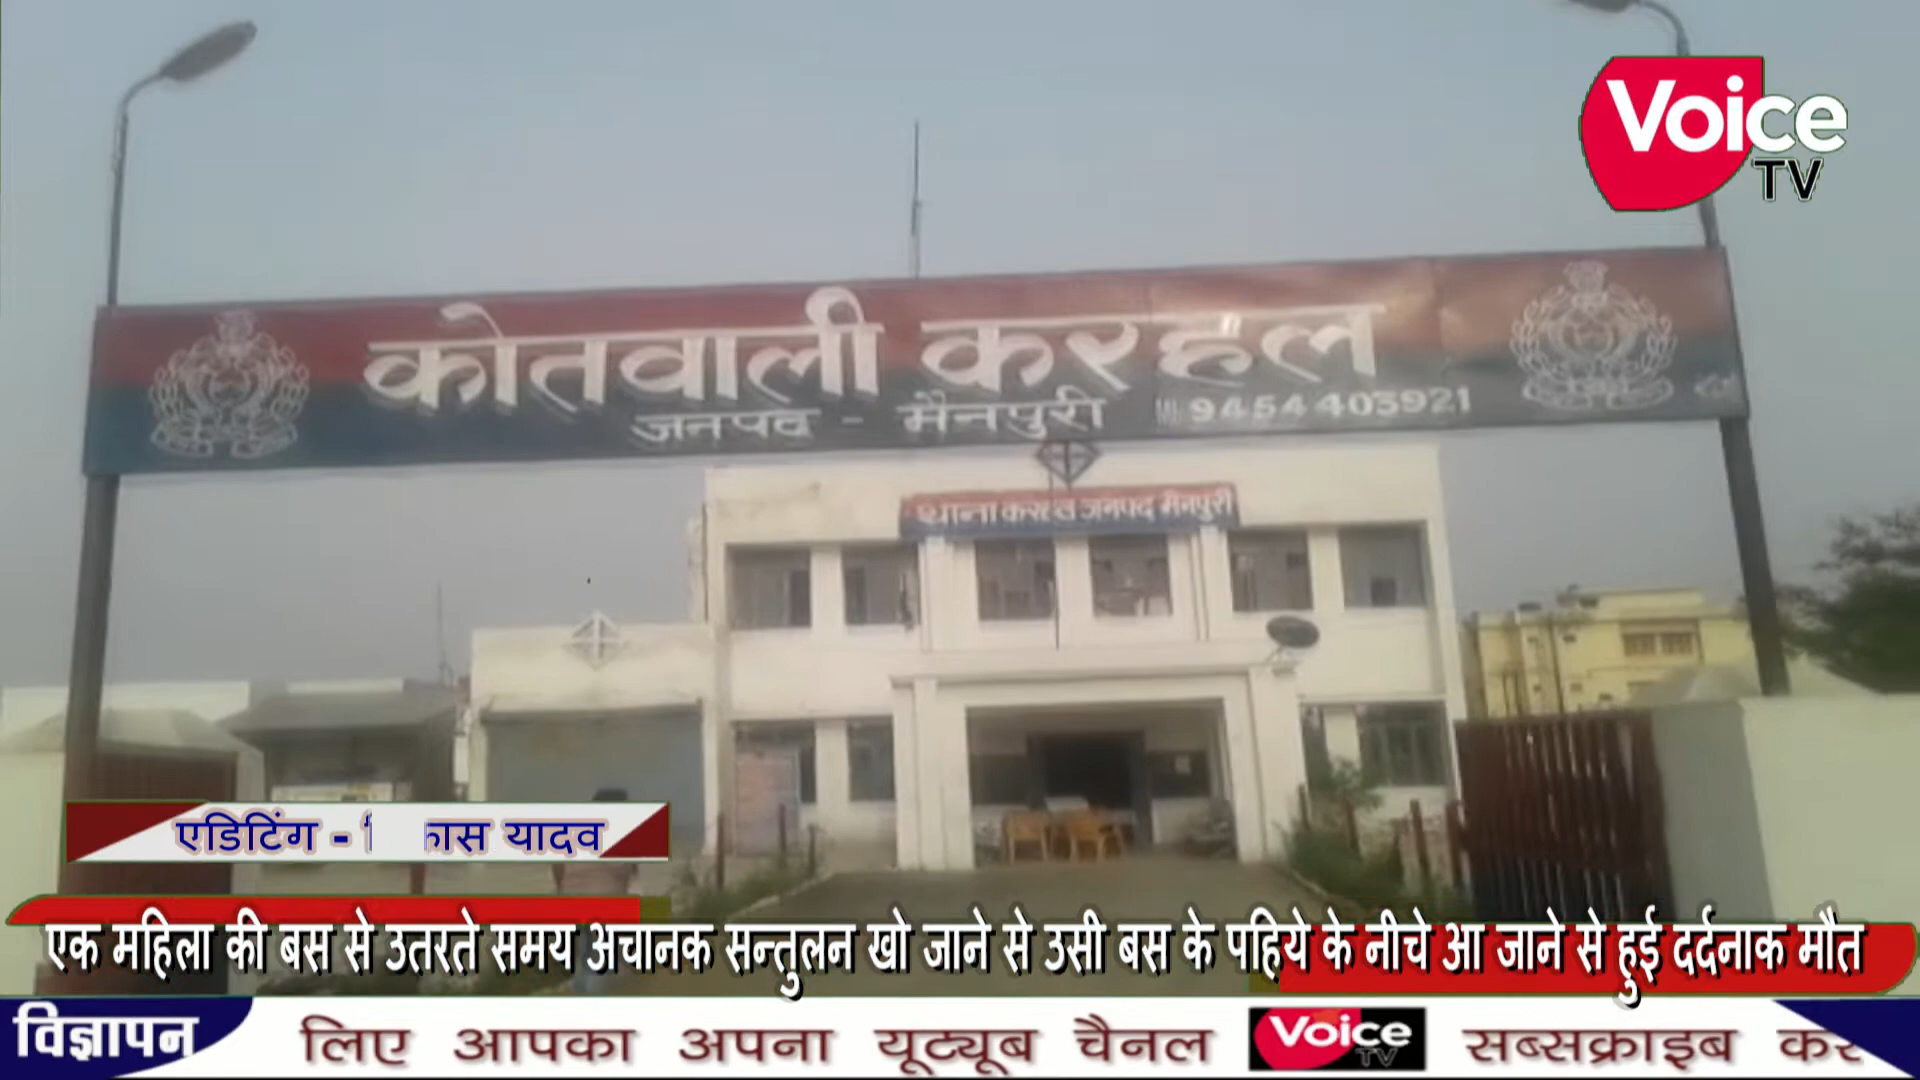 Voice
TV
कोतवाली करहल
जनपद - मैनपुरी 9454403921
थाना करहल जनपद मैनपुरी
एडिटिंग - यादव
एक महिला की बस से उतरते समय अचानक सन्तुलन खो जाने से उसी बस के पहिये के नीचे आ जाने से हुई दर्दनाक मौत
विज्ञापन लिए आपका अपना यूट्यूब चैनल Voice TV सब्सक्राइब कर